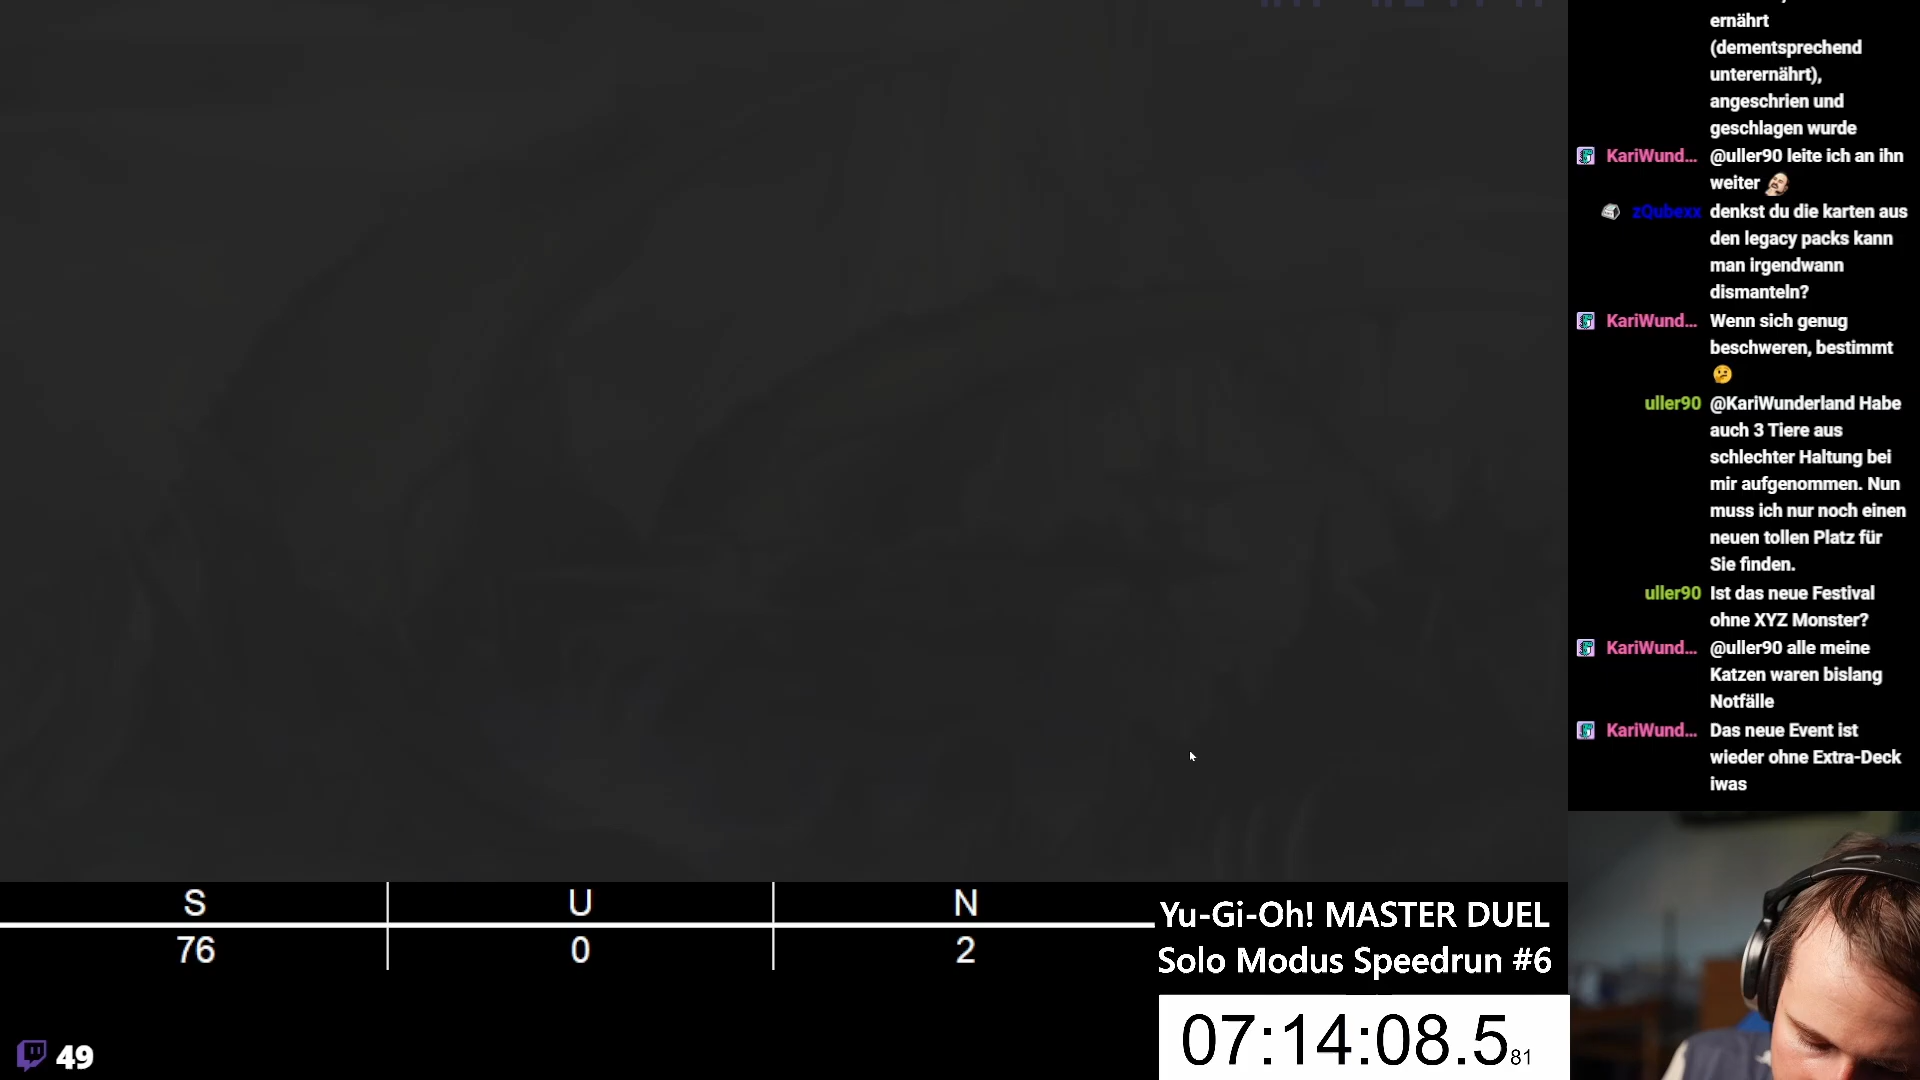 ernährt
(dementsprechend
unterernährt),
angeschrien und
geschlagen wurde
KariWund... @uller90 leite ich an ihn
weiter
zQubexx denkst du die karten aus
den legacy packs kann
man irgendwann
dismanteln?
KariWund... Wenn sich genug
beschweren, bestimmt
🤔
uller90 @KariWunderland Habe
auch 3 Tiere aus
schlechter Haltung bei
mir aufgenommen. Nun
muss ich nur noch einen
neuen tollen Platz für
Sie finden.
uller90 Ist das neue Festival
ohne XYZ Monster?
KariWund... @uller90 alle meine
Katzen waren bislang
Notfälle
KariWund... Das neue Event ist
wieder ohne Extra-Deck
iwas
S U N
76 0 2
Yu-Gi-Oh! MASTER DUEL
Solo Modus Speedrun #6
07:14:08.581
49